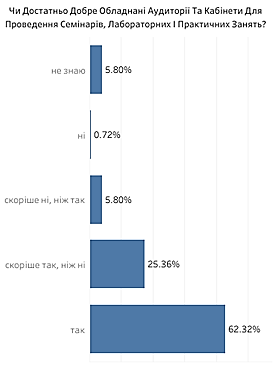 Чи Достатньо Добре Обладнані Аудиторії Та Кабінети Для
Проведення Семінарів, Лабораторних І Практичних Занять?
не знаю
5.80%
ні
0.72%
скоріше ні, ніж так
5.80%
скоріше так, ніж ні
25.36%
так
62.32%